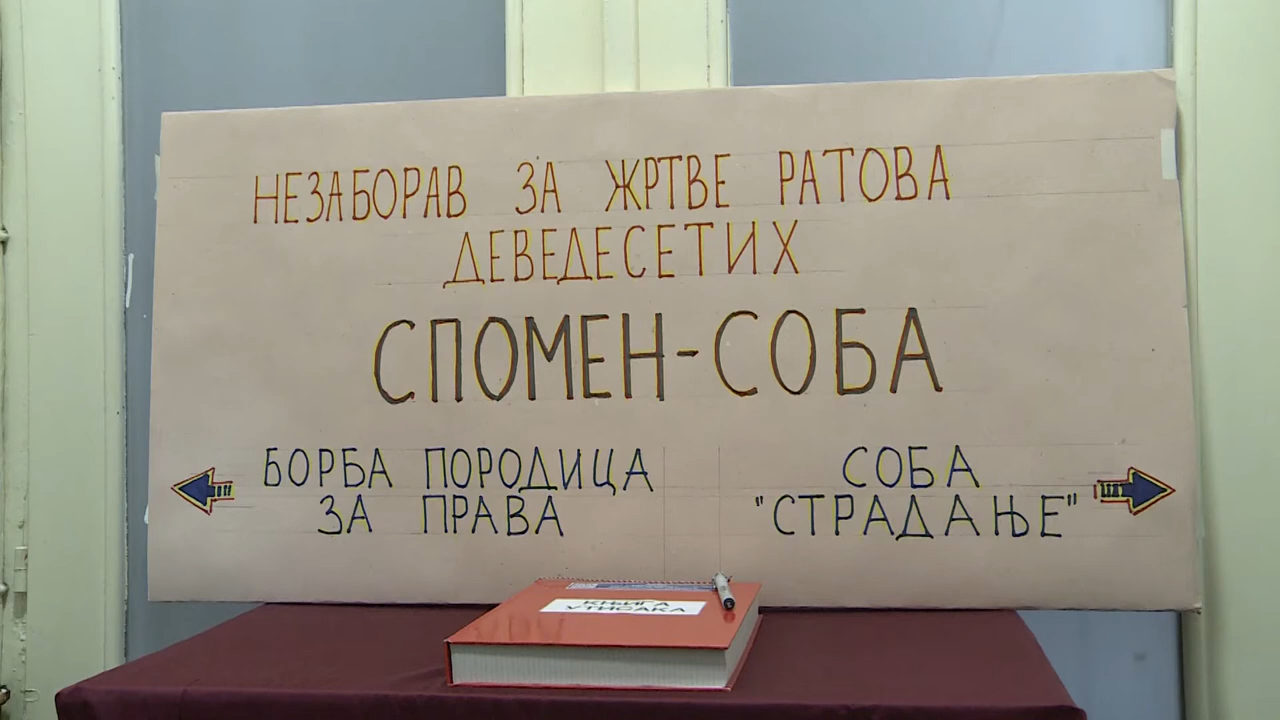 НЕЗАБОРАВ ЗА ЖРТВЕ РАТОВА
ДЕВЕДЕСЕТИХ
СПОМЕН-СОБА
БОРБА ПОРОДИЦА
ЗА ПРАВА
СОБА
"СТРАДАЊЕ"
КЊИГА
УТИСАКА